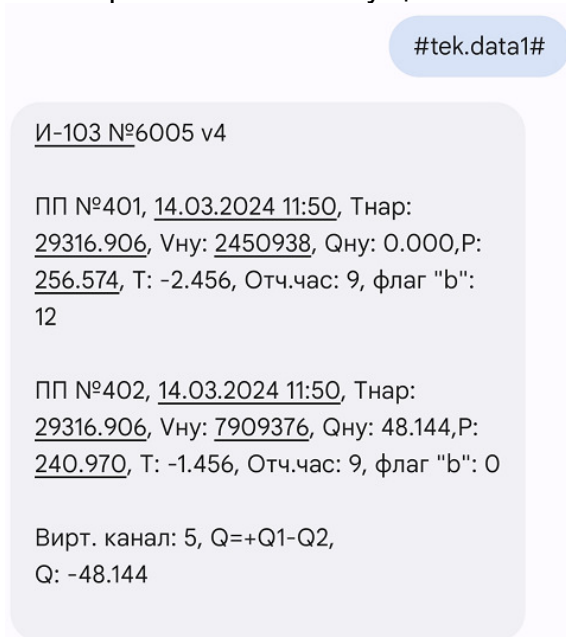 #tek.data1#
И-103 №6005 v4
ПП №401, 14.03.2024 11:50, Тнар:
29316.906, Vну: 2450938, Qну: 0.000,P:
256.574, T: -2.456, Отч.час: 9, флаг "b":
12
ПП №402, 14.03.2024 11:50, Тнар:
29316.906, Vну: 7909376, Qну: 48.144,P:
240.970, T: -1.456, Отч.час: 9, флаг "b": 0
Вирт. канал: 5, Q=+Q1-Q2,
Q: -48.144